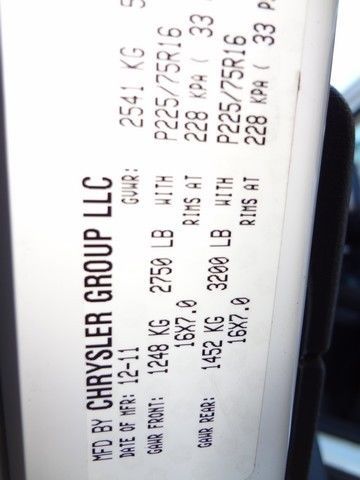 MFD BY CHRYSLER GROUP LLC
DATE OF MFR: 12-11 GVWR: 2541 KG 5
GAWR FRONT: 1248 KG 2750 LB WITH P225/75R16
16X7.0 RIMS AT 228 KPA ( 33
GAWR REAR: 1452 KG 3200 LB WITH P225/75R16
16X7.0 RIMS AT 228 KPA ( 33 P